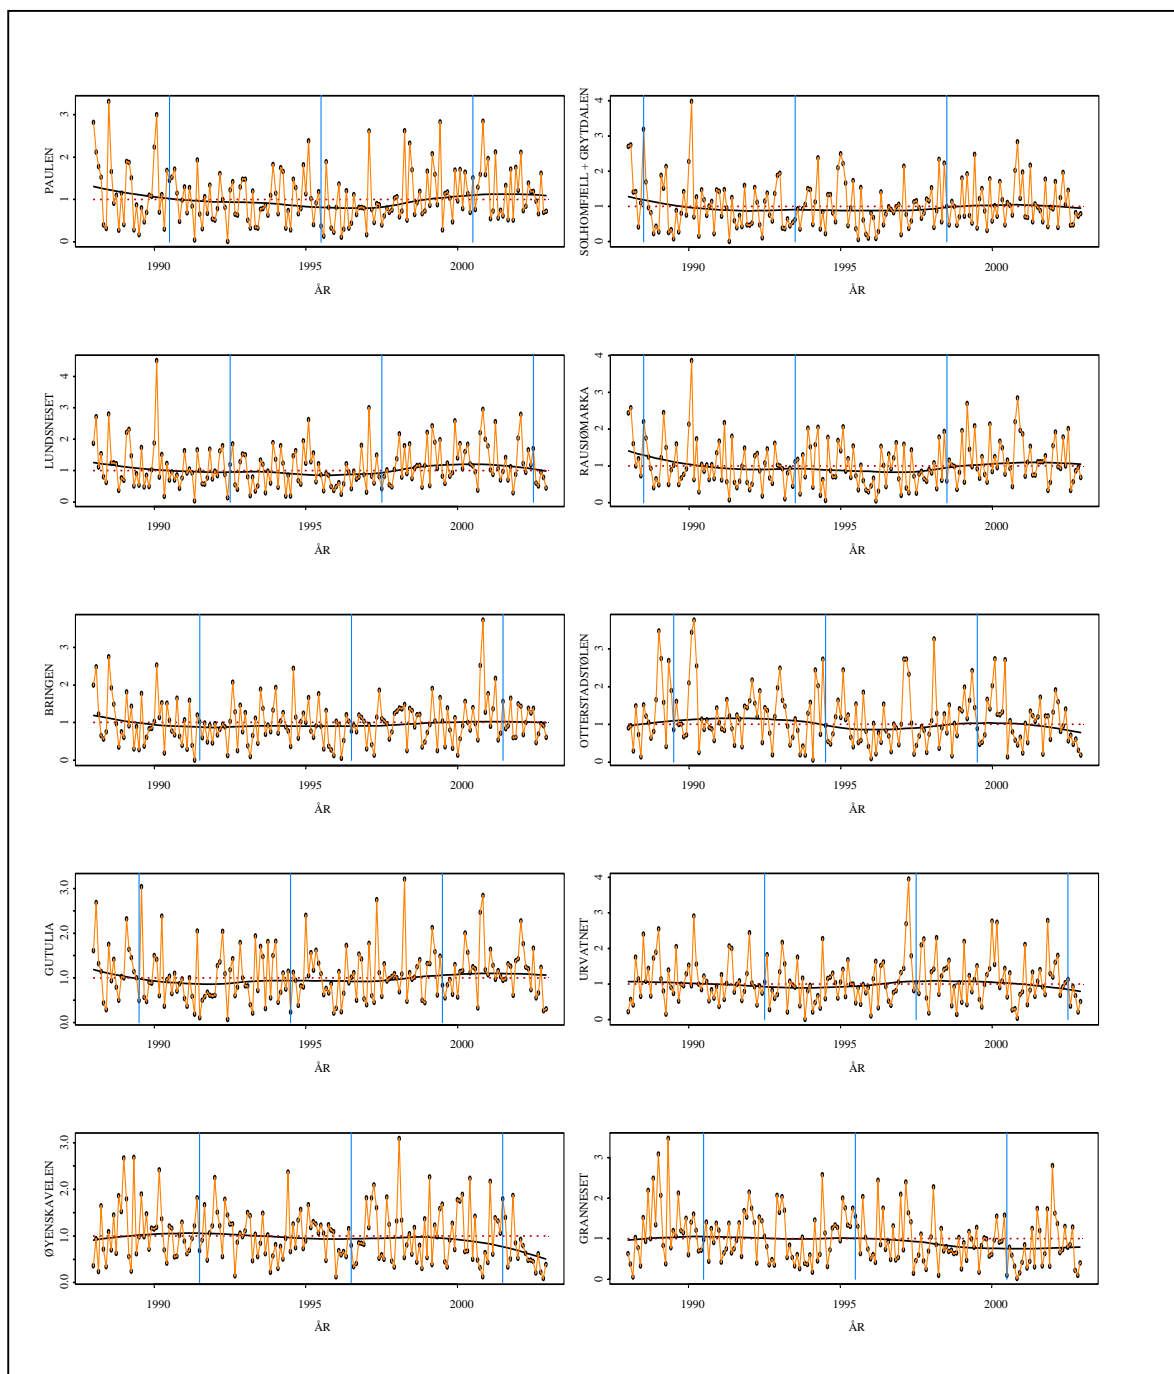 PAULEN
0 1 2 3
1990 1995 2000
ÅR
SOLHOMFJELL + GRYTDALEN
0 1 2 3 4
1990 1995 2000
ÅR
LUNDSNESET
0 1 2 3 4
1990 1995 2000
ÅR
RAUSJØMARKA
0 1 2 3 4
1990 1995 2000
ÅR
BRINGEN
0 1 2 3
1990 1995 2000
ÅR
OTTERSTADSTØLEN
0 1 2 3
1990 1995 2000
ÅR
GUTULIA
0.0 1.0 2.0 3.0
1990 1995 2000
ÅR
URVATNET
0 1 2 3 4
1990 1995 2000
ÅR
ØYENSKAVELEN
0.0 1.0 2.0 3.0
1990 1995 2000
ÅR
GRANNESET
0 1 2 3
1990 1995 2000
ÅR